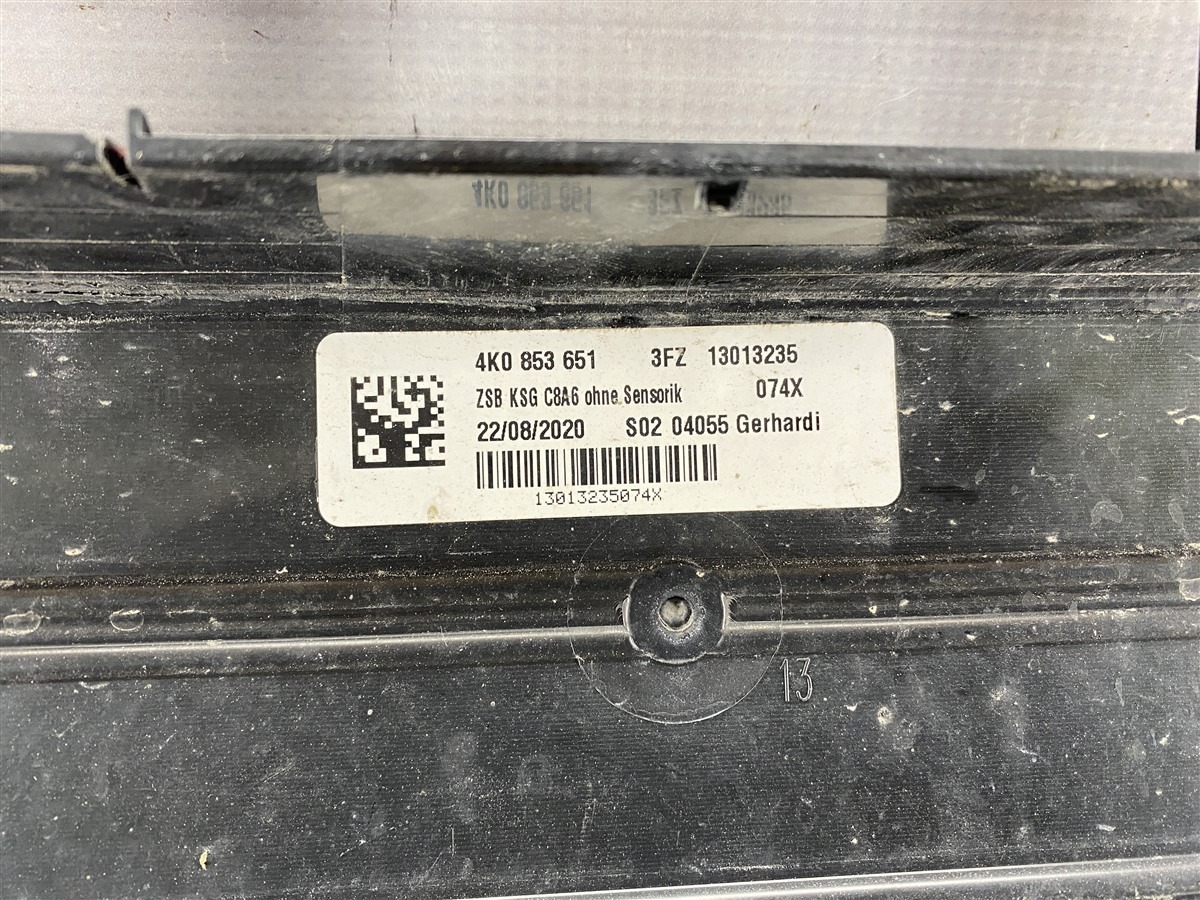 4K0 853 651 3FZ 13013235
ZSB KSG C8A6 ohne Sensorik 074X
22/08/2020 S02 04055 Gerhardi
13013235074X
13